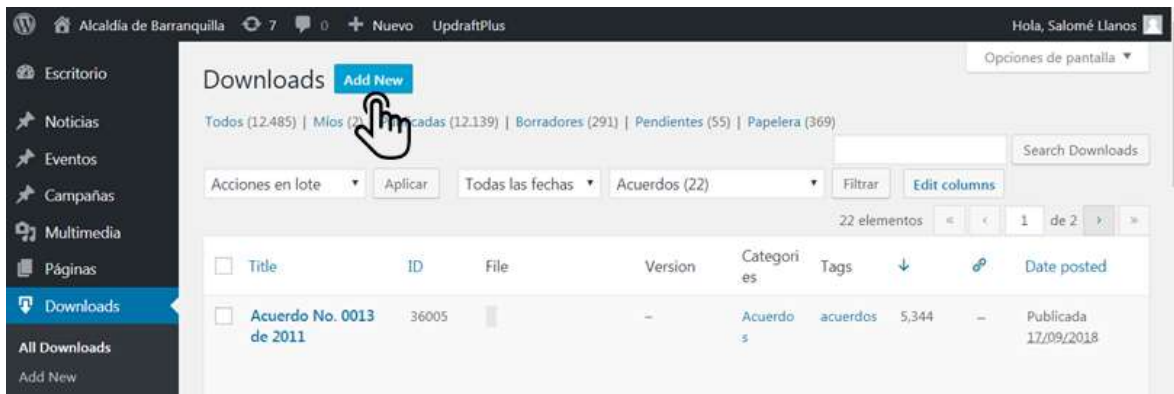 Alcaldía de Barranquilla 7 0 + Nuevo UpdraftPlus Hola, Salomé Llanos
Opciones de pantalla
Escritorio
Noticias
Eventos
Campañas
Multimedia
Páginas
Downloads
All Downloads
Add New
Downloads Add New
Todos (12.485) | Míos (2) | Publicadas (12.139) | Borradores (291) | Pendientes (55) | Papelera (369)
Search Downloads
Acciones en lote Aplicar Todas las fechas Acuerdos (22) Filtrar Edit columns
22 elementos « ‹ 1 de 2 › »
Title ID File Version Categori Tags Date posted
es
Acuerdo No. 0013 36005 – Acuerdo acuerdos 5,344 – Publicada
de 2011 s 17/09/2018